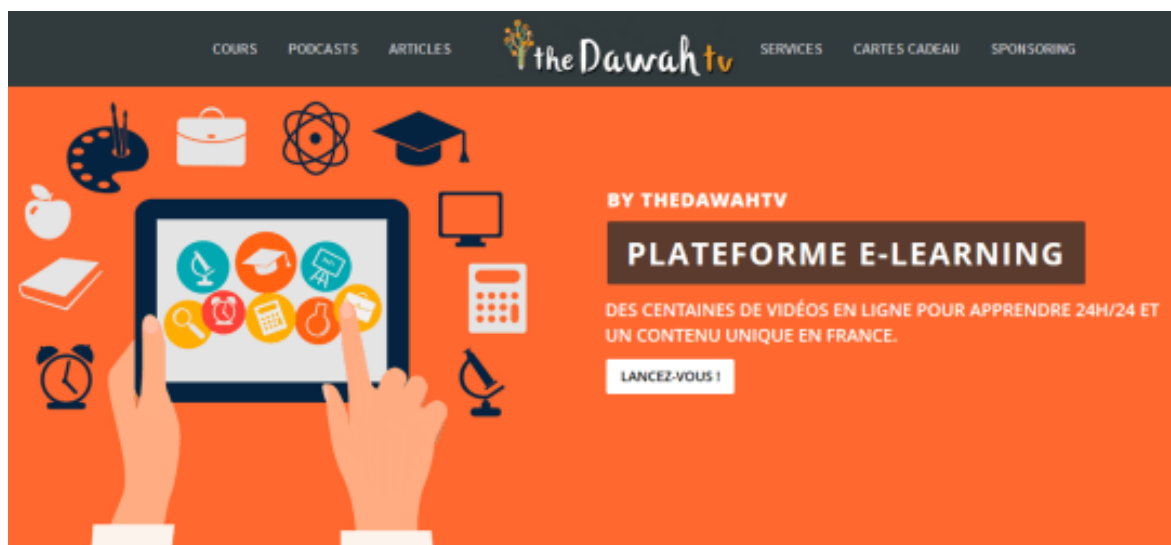 COURS PODCASTS ARTICLES theDawahtv SERVICES CARTES CADEAU SPONSORING
BY THEDAWAHTV
PLATEFORME E-LEARNING
DES CENTAINES DE VIDÉOS EN LIGNE POUR APPRENDRE 24H/24 ET
UN CONTENU UNIQUE EN FRANCE.
LANCEZ-VOUS !